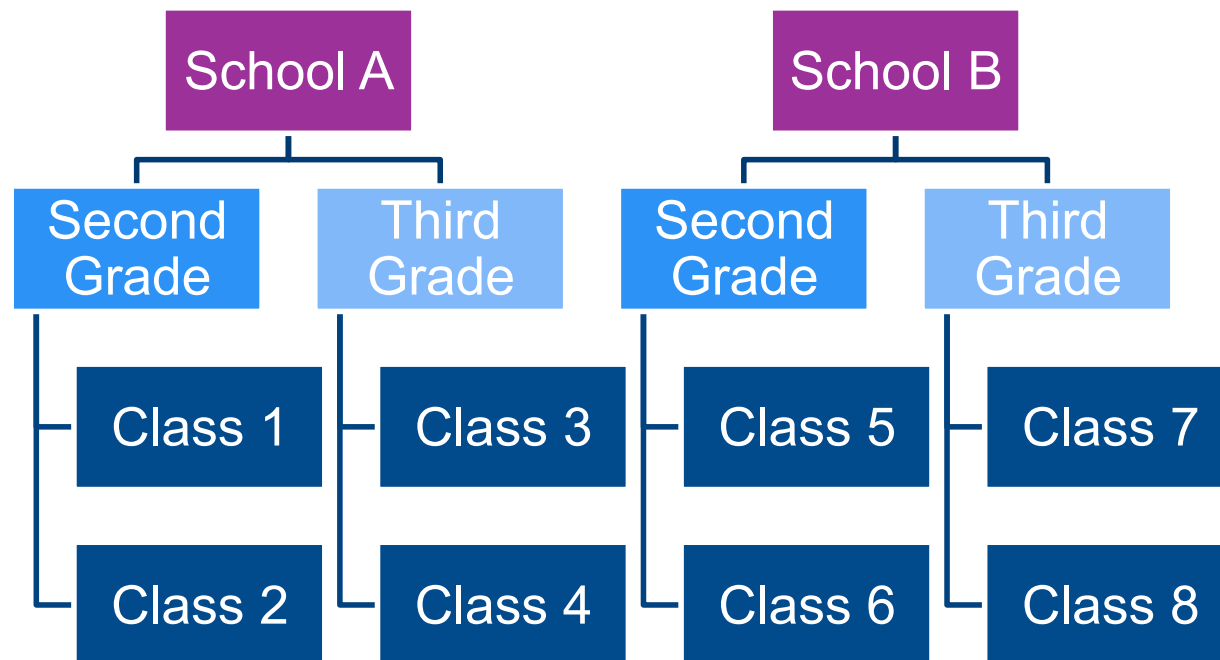 School A
School B
Second
Grade
Third
Grade
Second
Grade
Third
Grade
Class 1
Class 3
Class 5
Class 7
Class 2
Class 4
Class 6
Class 8